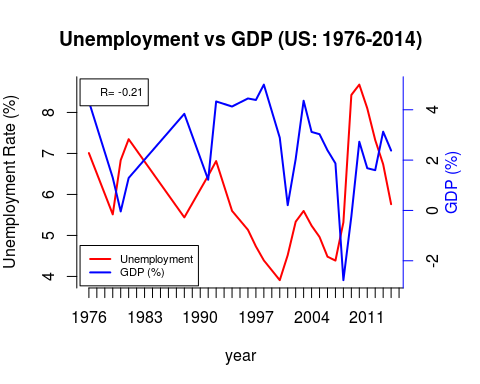 Unemployment vs GDP (US: 1976-2014)
R= -0.21
Unemployment Rate (%)
8
7
6
5
4
GDP (%)
4
2
0
-2
Unemployment
GDP (%)
1976 1983 1990 1997 2004 2011
year